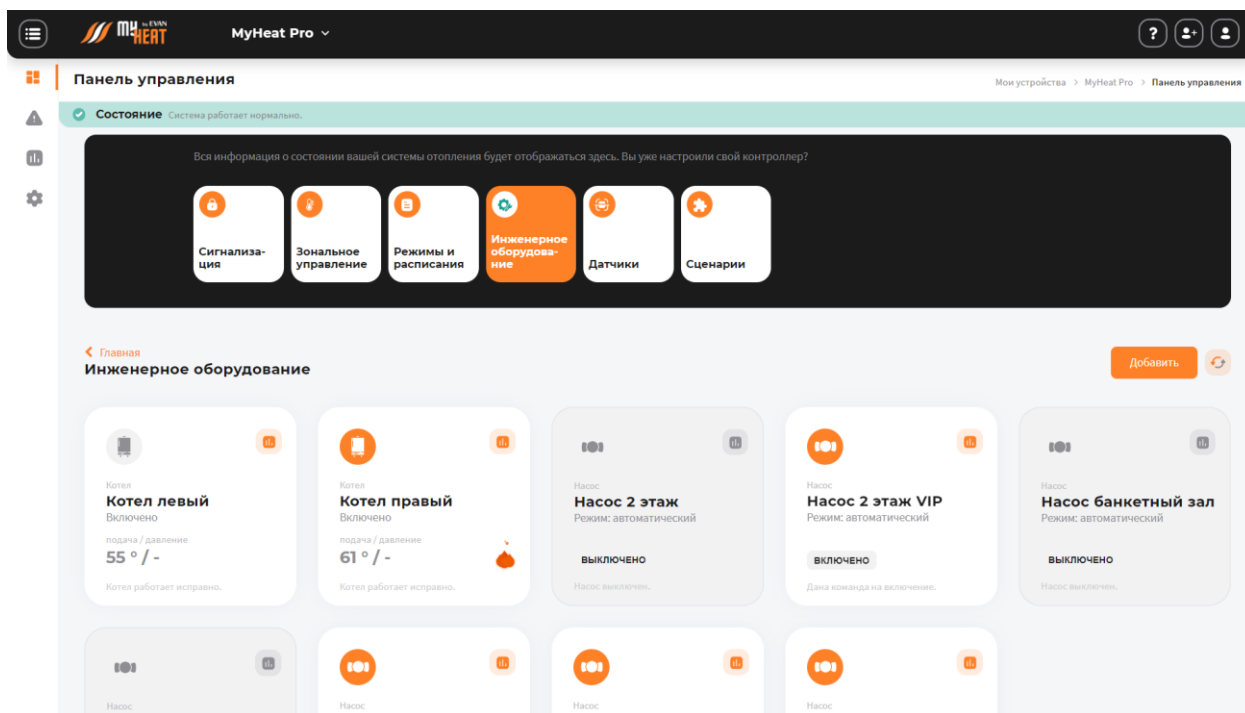 MY HEAT by EVAN
MyHeat Pro
?
Панель управления
Мои устройства > MyHeat Pro > Панель управления
Состояние Система работает нормально.
Вся информация о состоянии вашей системы отопления будет отображаться здесь. Вы уже настроили свой контроллер?
Сигнализа-
ция
Зональное
управление
Режимы и
расписания
Инженерное
оборудова-
ние
Датчики
Сценарии
Главная
Инженерное оборудование
Добавить
Котел
Котел левый
Включено
подача / давление
55 ° / -
Котел работает исправно.
Котел
Котел правый
Включено
подача / давление
61 ° / -
Котел работает исправно.
Насос
Насос 2 этаж
Режим: автоматический
ВЫКЛЮЧЕНО
Насос выключен.
Насос
Насос 2 этаж VIP
Режим: автоматический
ВКЛЮЧЕНО
Дана команда на включение.
Насос
Насос банкетный зал
Режим: автоматический
ВЫКЛЮЧЕНО
Насос выключен.
Насос
Насос
Насос
Насос